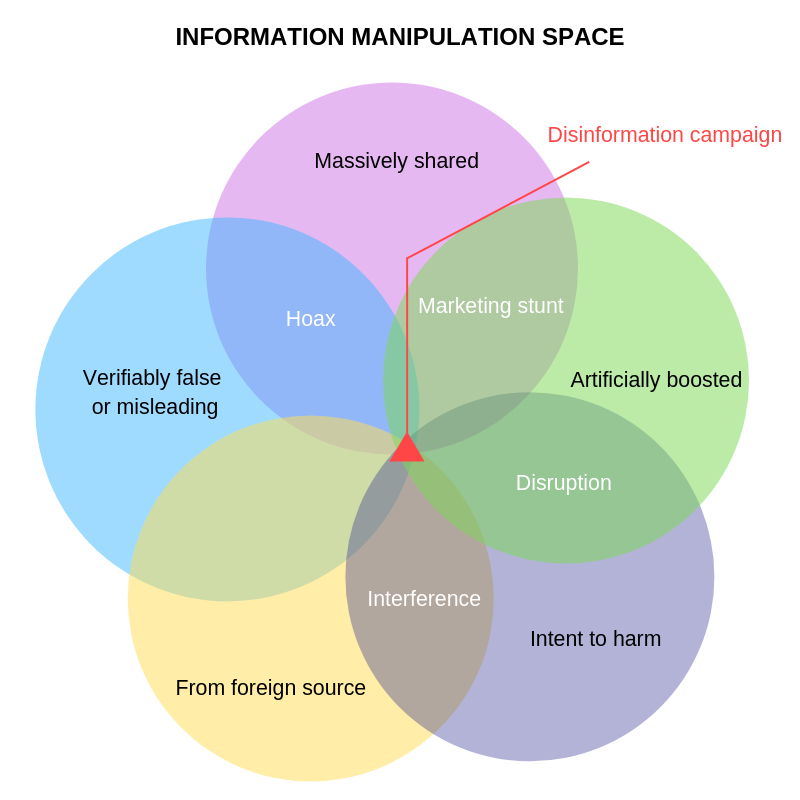 INFORMATION MANIPULATION SPACE
Disinformation campaign
Massively shared
Marketing stunt
Hoax
Verifiably false
or misleading
Artificially boosted
Disruption
Interference
Intent to harm
From foreign source